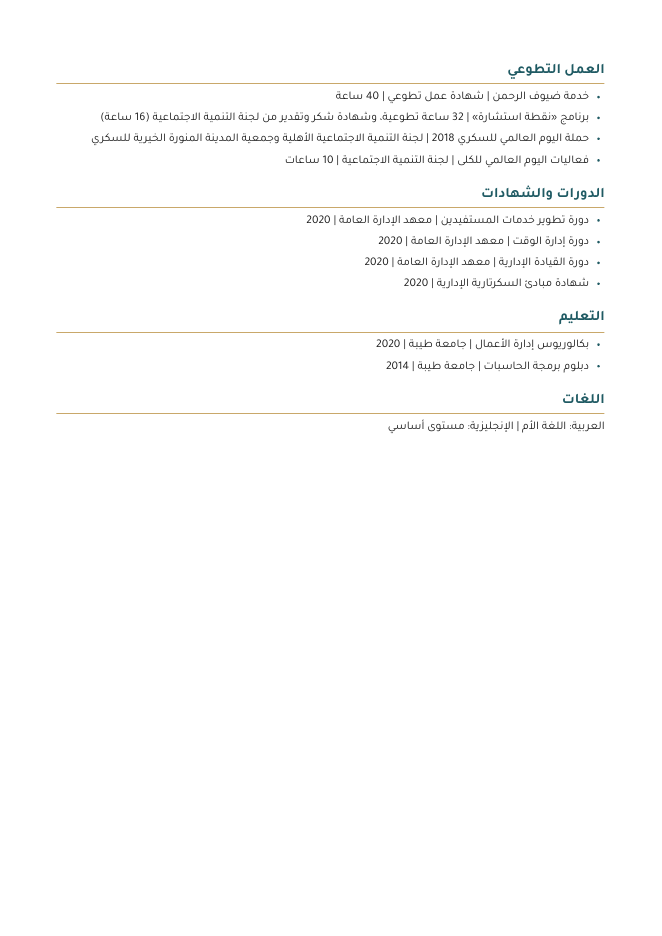 العمل التطوعي
• خدمة ضيوف الرحمن | شهادة عمل تطوعي | 40 ساعة
• برنامج «نقطة استشارة» | 32 ساعة تطوعية، وشهادة شكر وتقدير من لجنة التنمية الاجتماعية (16 ساعة)
• حملة اليوم العالمي للسكري 2018 | لجنة التنمية الاجتماعية الأهلية وجمعية المدينة المنورة الخيرية للسكري
• فعاليات اليوم العالمي للكلى | لجنة التنمية الاجتماعية | 10 ساعات
الدورات والشهادات
• دورة تطوير خدمات المستفيدين | معهد الإدارة العامة | 2020
• دورة إدارة الوقت | معهد الإدارة العامة | 2020
• دورة القيادة الإدارية | معهد الإدارة العامة | 2020
• شهادة مبادئ السكرتارية الإدارية | 2020
التعليم
• بكالوريوس إدارة الأعمال | جامعة طيبة | 2020
• دبلوم برمجة الحاسبات | جامعة طيبة | 2014
اللغات
العربية: اللغة الأم | الإنجليزية: مستوى أساسي